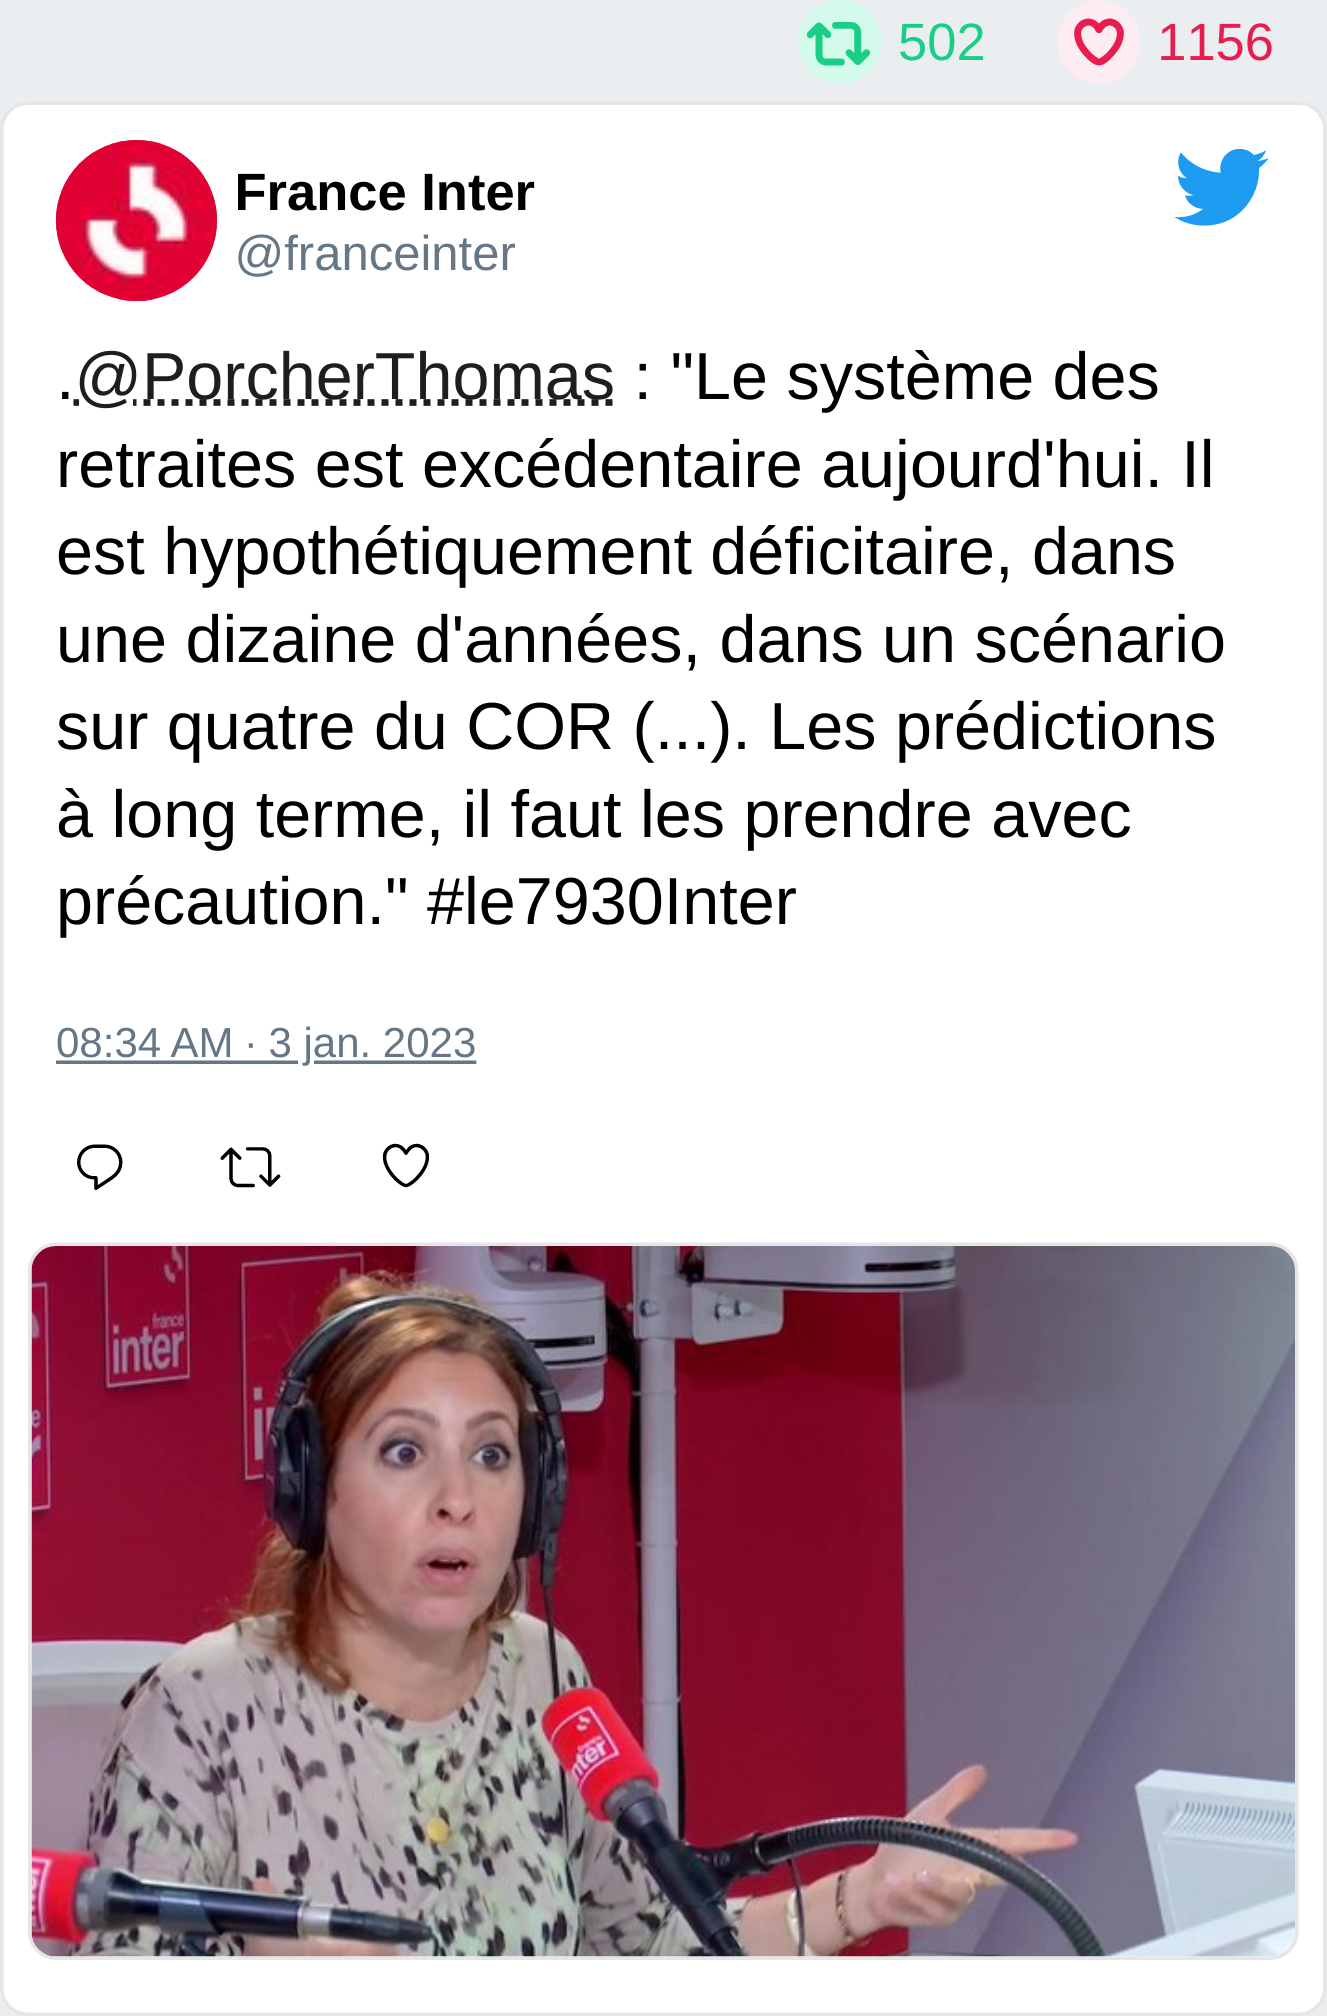 502 1156
France Inter
@franceinter
.@PorcherThomas : "Le système des
retraites est excédentaire aujourd'hui. Il
est hypothétiquement déficitaire, dans
une dizaine d'années, dans un scénario
sur quatre du COR (...). Les prédictions
à long terme, il faut les prendre avec
précaution." #le7930Inter
08:34 AM · 3 jan. 2023
france
inter